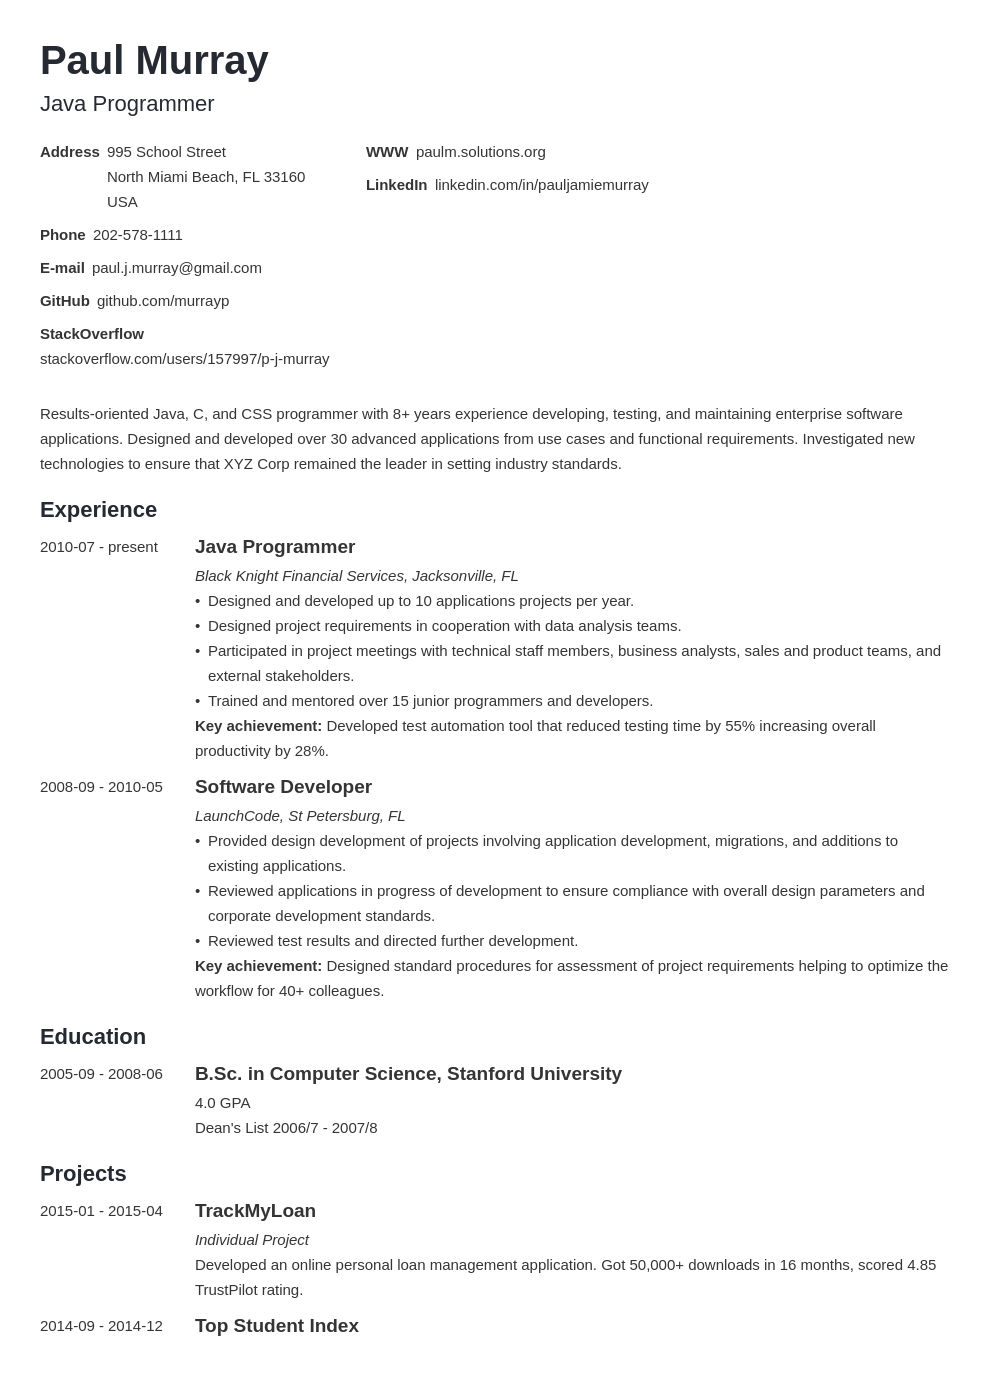 Paul Murray
Java Programmer
Address 995 School Street
North Miami Beach, FL 33160
USA
Phone 202-578-1111
E-mail paul.j.murray@gmail.com
GitHub github.com/murrayp
StackOverflow
stackoverflow.com/users/157997/p-j-murray
WWW paulm.solutions.org
LinkedIn linkedin.com/in/pauljamiemurray
Results-oriented Java, C, and CSS programmer with 8+ years experience developing, testing, and maintaining enterprise software
applications. Designed and developed over 30 advanced applications from use cases and functional requirements. Investigated new
technologies to ensure that XYZ Corp remained the leader in setting industry standards.
Experience
2010-07 - present Java Programmer
Black Knight Financial Services, Jacksonville, FL
• Designed and developed up to 10 applications projects per year.
• Designed project requirements in cooperation with data analysis teams.
• Participated in project meetings with technical staff members, business analysts, sales and product teams, and
external stakeholders.
• Trained and mentored over 15 junior programmers and developers.
Key achievement: Developed test automation tool that reduced testing time by 55% increasing overall
productivity by 28%.
2008-09 - 2010-05 Software Developer
LaunchCode, St Petersburg, FL
• Provided design development of projects involving application development, migrations, and additions to
existing applications.
• Reviewed applications in progress of development to ensure compliance with overall design parameters and
corporate development standards.
• Reviewed test results and directed further development.
Key achievement: Designed standard procedures for assessment of project requirements helping to optimize the
workflow for 40+ colleagues.
Education
2005-09 - 2008-06 B.Sc. in Computer Science, Stanford University
4.0 GPA
Dean's List 2006/7 - 2007/8
Projects
2015-01 - 2015-04 TrackMyLoan
Individual Project
Developed an online personal loan management application. Got 50,000+ downloads in 16 months, scored 4.85
TrustPilot rating.
2014-09 - 2014-12 Top Student Index